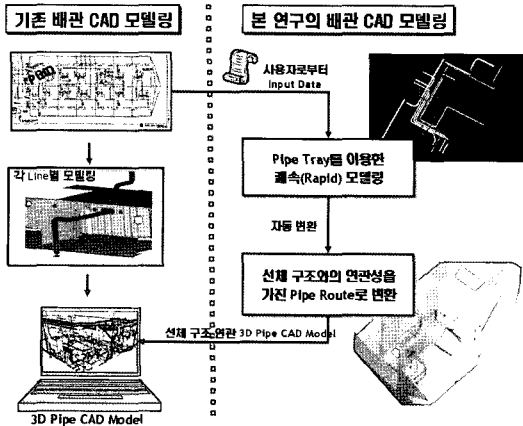 기존 배관 CAD 모델링
P&ID
각 Line별 모델링
3D Pipe CAD Model
본 연구의 배관 CAD 모델링
사용자로부터
Input Data
Pipe Tray를 이용한
쾌속(Rapid) 모델링
자동 변환
선체 구조와의 연관성을
가진 Pipe Route로 변환
선체 구조 연관 3D Pipe CAD Model